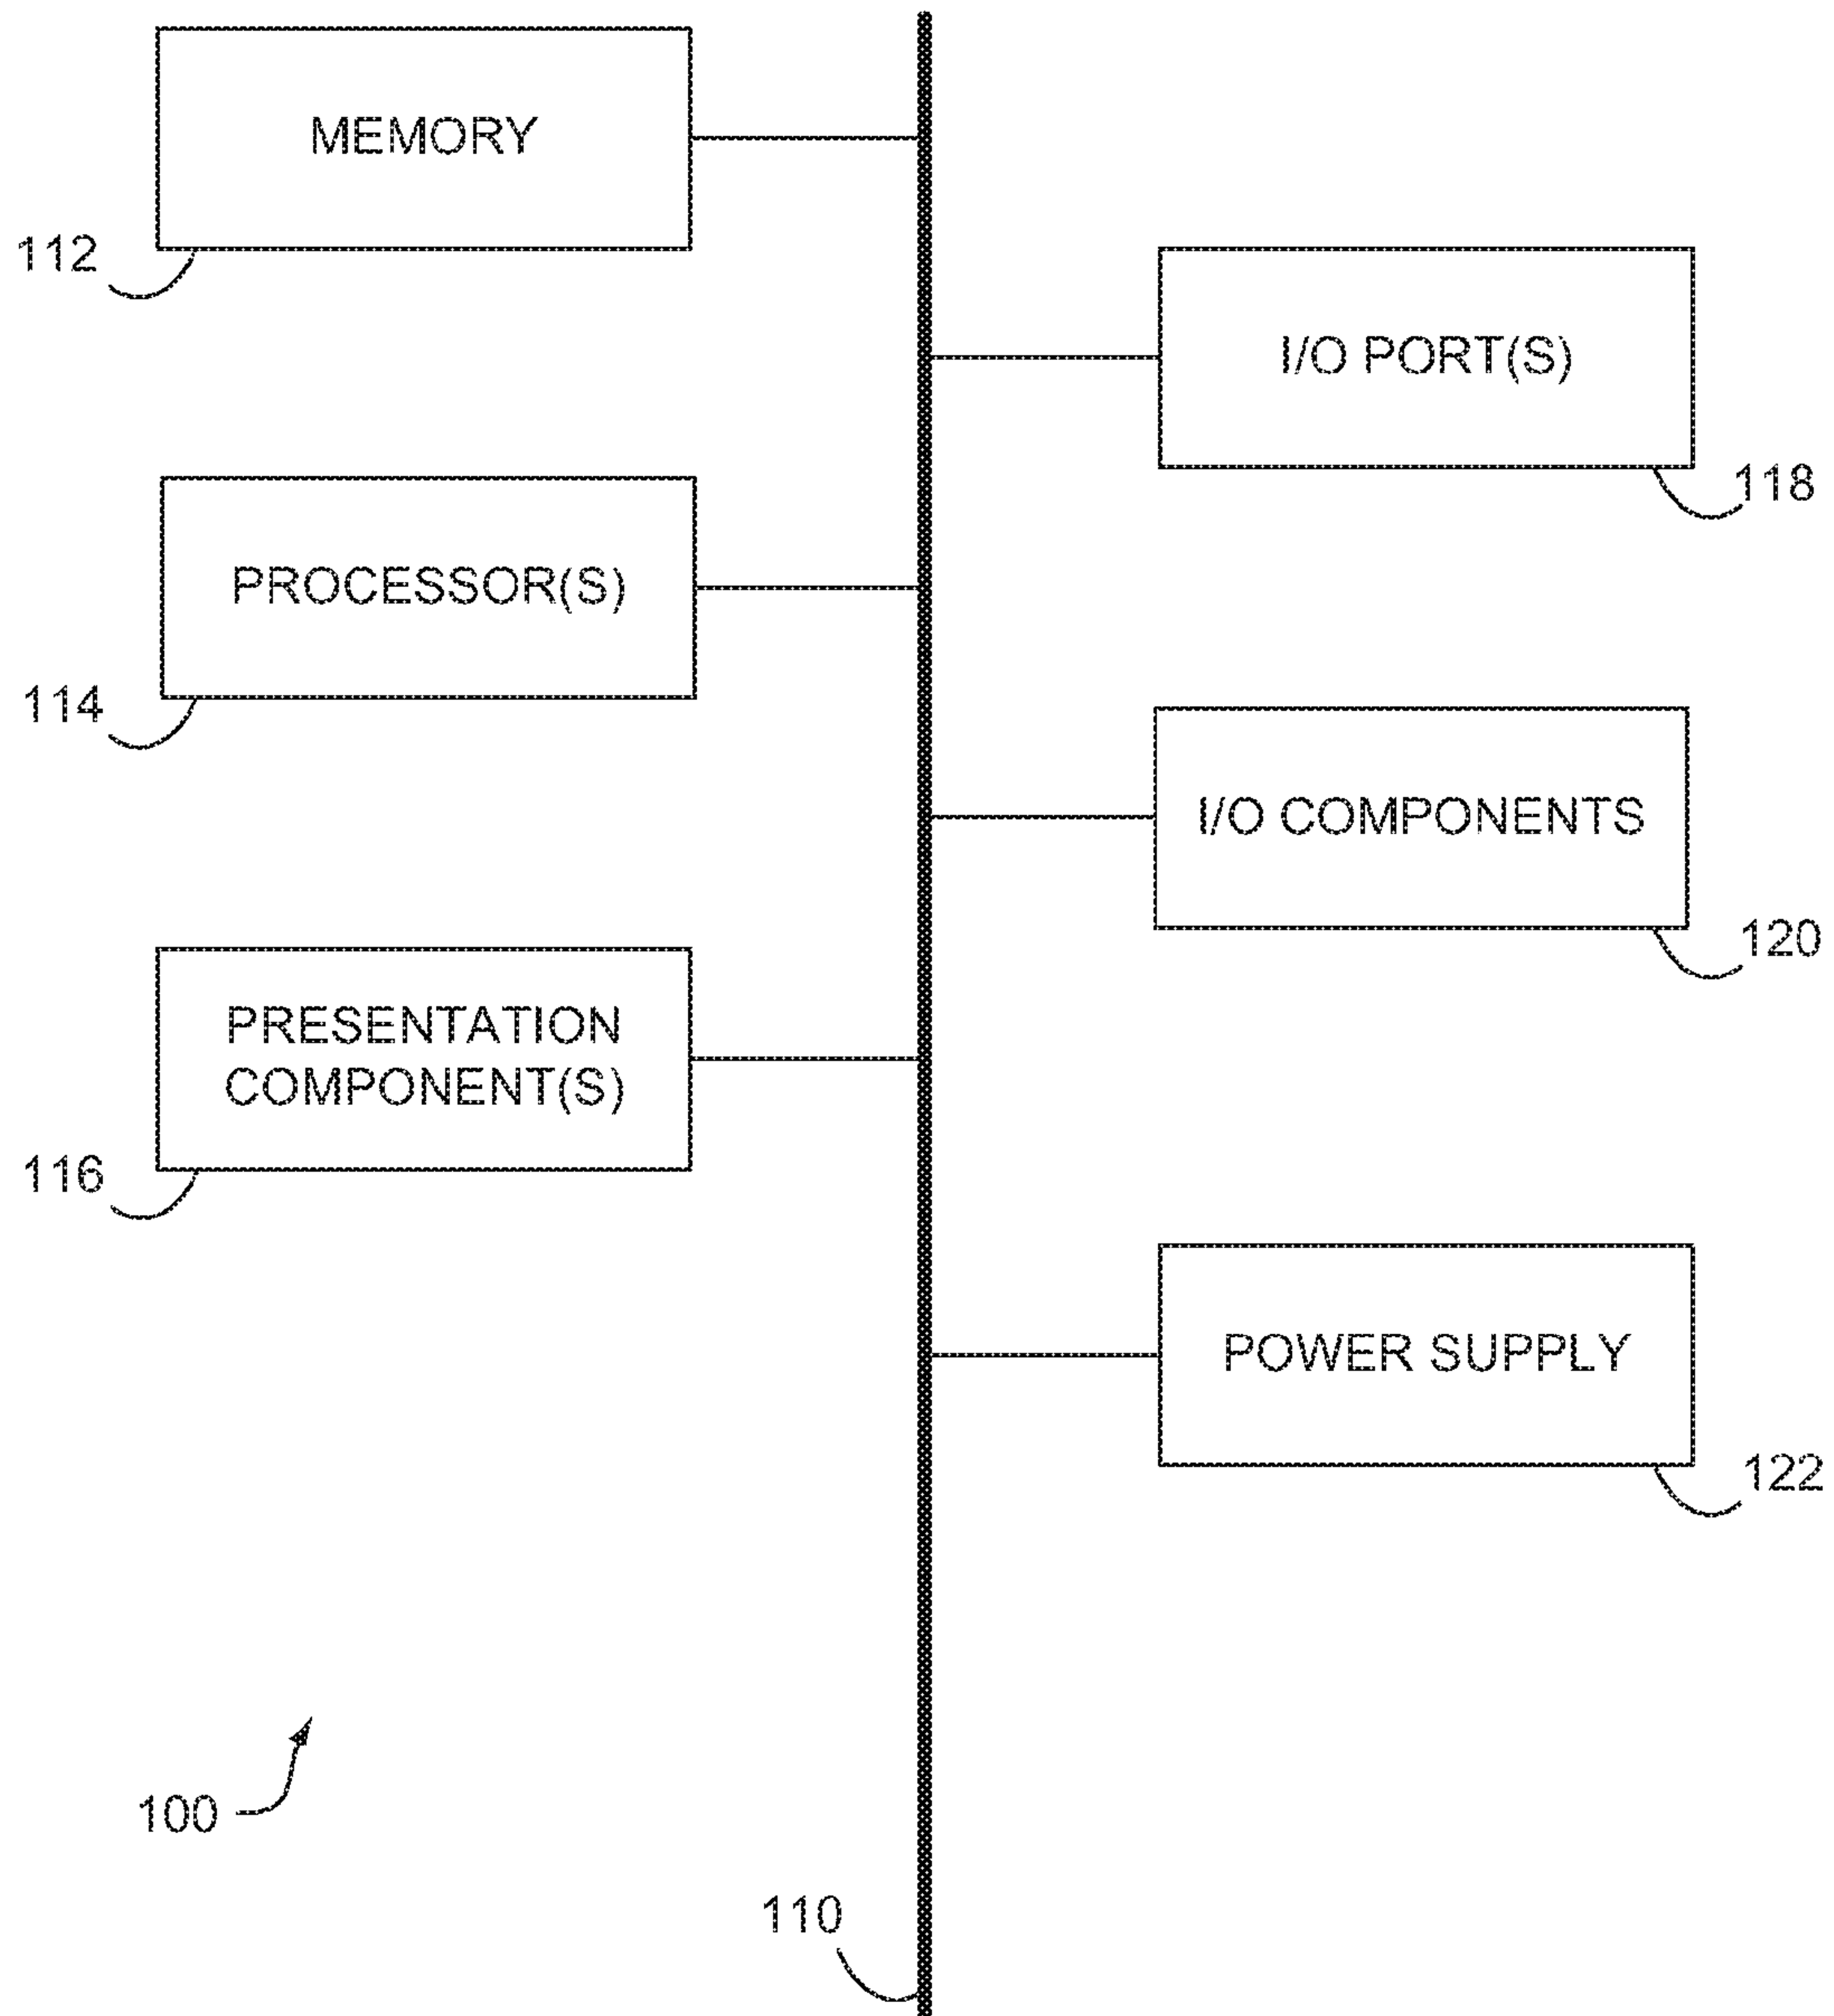 MEMORY
112
I/O PORT(S)
118
PROCESSOR(S)
114
I/O COMPONENTS
120
PRESENTATION
COMPONENT(S)
116
POWER SUPPLY
122
100
110